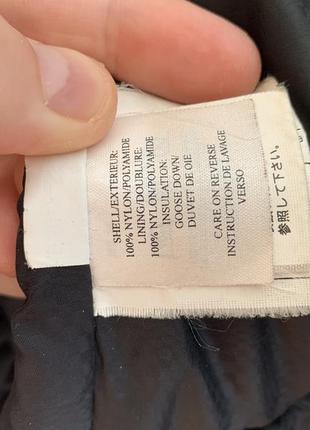 SHELL/EXTERIEUR:
100% NYLON/POLYAMIDE
LINING/DOUBLURE:
100% NYLON/POLYAMIDE
INSULATION:
GOOSE DOWN/
DUVET DE OIE
CARE ON REVERSE
INSTRUCTION DE LAVAGE
VERSO
参照して下さい。